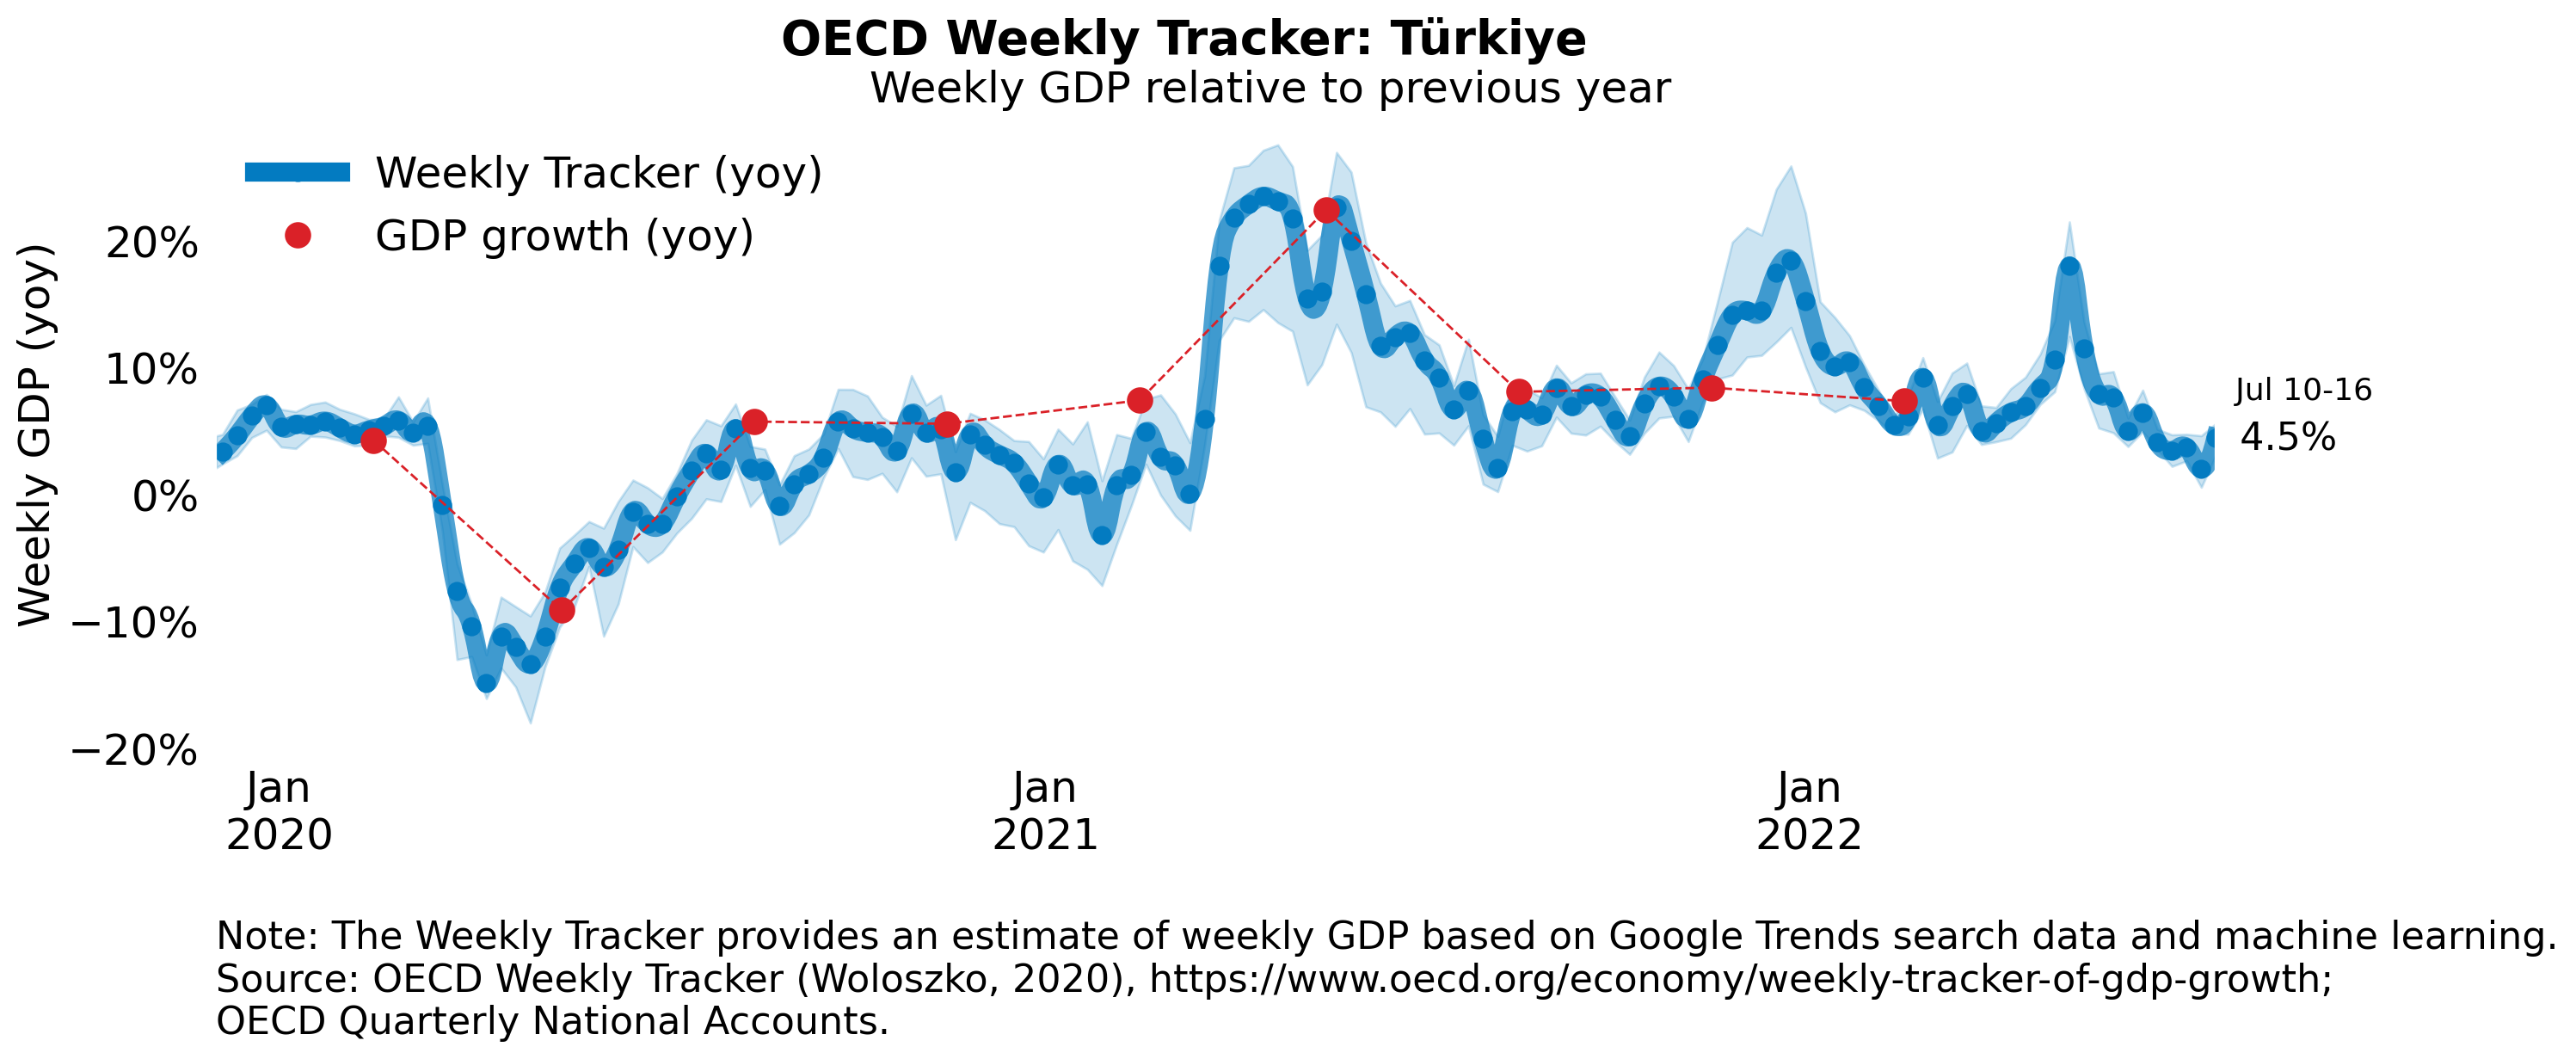 OECD Weekly Tracker: Türkiye
Weekly GDP relative to previous year
Weekly Tracker (yoy)
GDP growth (yoy)
Weekly GDP (yoy)
20%
10%
0%
−10%
−20%
Jul 10-16
4.5%
Jan
2020
Jan
2021
Jan
2022
Note: The Weekly Tracker provides an estimate of weekly GDP based on Google Trends search data and machine learning.
Source: OECD Weekly Tracker (Woloszko, 2020), https://www.oecd.org/economy/weekly-tracker-of-gdp-growth;
OECD Quarterly National Accounts.